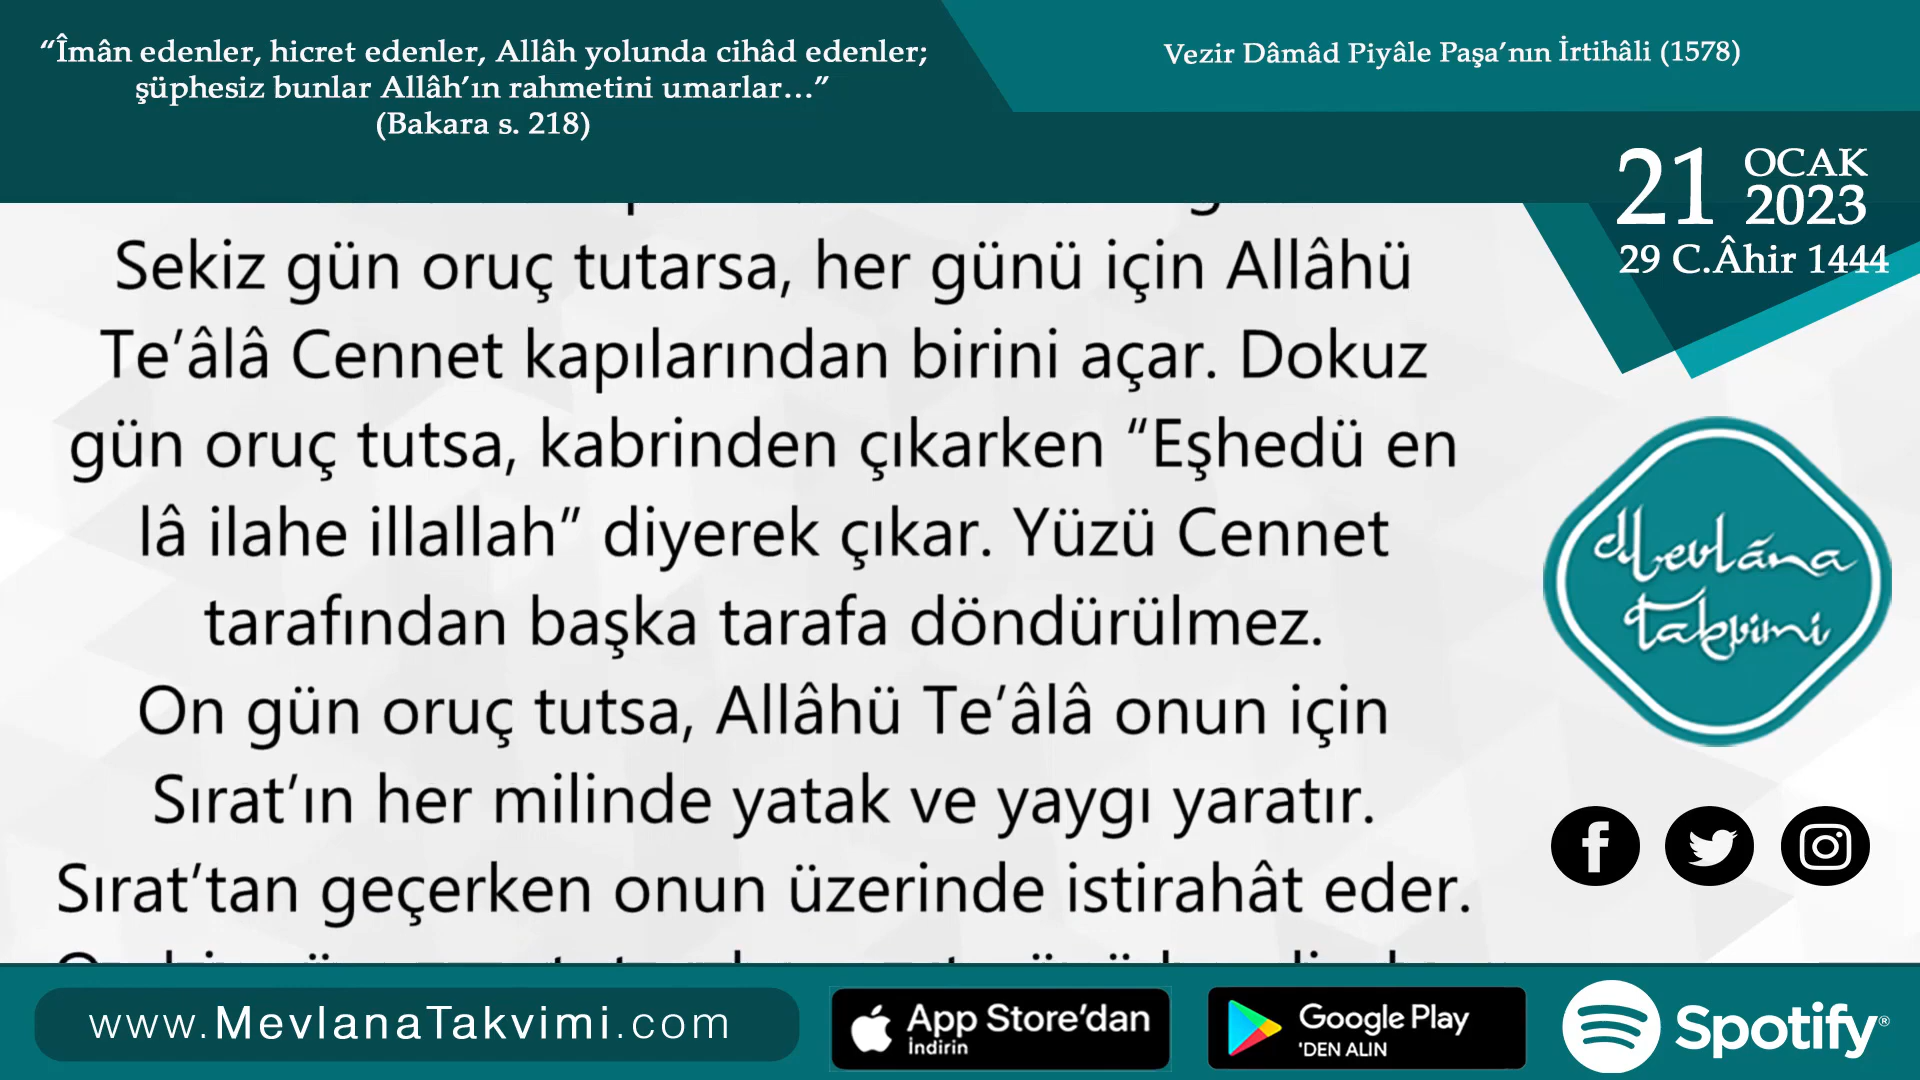 “Îmân edenler, hicret edenler, Allâh yolunda cihâd edenler;
şüphesiz bunlar Allâh’ın rahmetini umarlar...”
(Bakara s. 218)
Vezir Dâmâd Piyâle Paşa’nın İrtihâli (1578)
21 OCAK
2023
29 C.Âhir 1444
Sekiz gün oruç tutarsa, her günü için Allâhü
Te’âlâ Cennet kapılarından birini açar. Dokuz
gün oruç tutsa, kabrinden çıkarken “Eşhedü en
lâ ilahe illallah” diyerek çıkar. Yüzü Cennet
tarafından başka tarafa döndürülmez.
On gün oruç tutsa, Allâhü Te’âlâ onun için
Sırat’ın her milinde yatak ve yaygı yaratır.
Sırat’tan geçerken onun üzerinde istirahât eder.
Mevlâna
Takvimi
www.MevlanaTakvimi.com
App Store’dan
İndirin
Google Play
'DEN ALIN
Spotify®